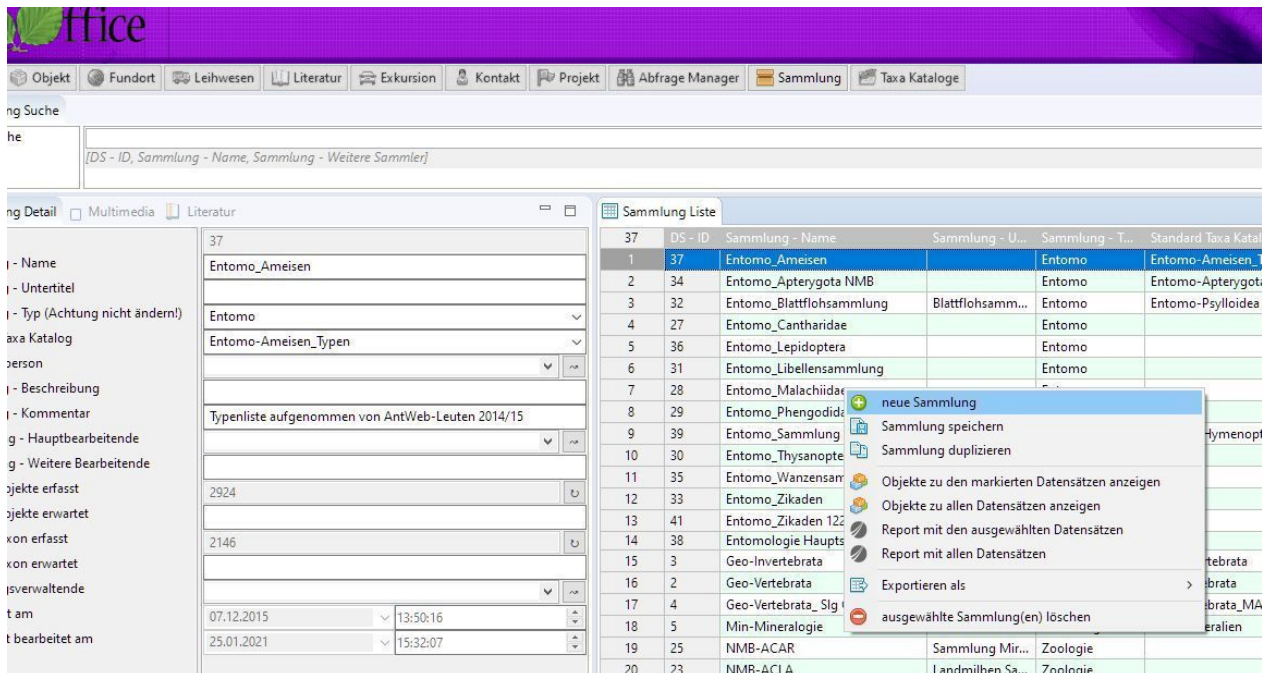 ffice
Objekt Fundort Leihwesen Literatur Exkursion Kontakt Projekt Abfrage Manager Sammlung Taxa Kataloge
ng Suche
he
[DS - ID, Sammlung - Name, Sammlung - Weitere Sammler]
ng Detail Multimedia Literatur
37
- Name Entomo_Ameisen
- Untertitel
- Typ (Achtung nicht ändern!) Entomo
axa Katalog Entomo-Ameisen_Typen
person
- Beschreibung
- Kommentar Typenliste aufgenommen von AntWeb-Leuten 2014/15
g - Hauptbearbeitende
g - Weitere Bearbeitende
bjekte erfasst 2924
bjekte erwartet
xon erfasst 2146
xon erwartet
gsverwaltende
t am 07.12.2015 13:50:16
t bearbeitet am 25.01.2021 15:32:07
Sammlung Liste
37 DS - ID Sammlung - Name Sammlung - U... Sammlung - T... Standard Taxa Katal
1 37 Entomo_Ameisen Entomo Entomo-Ameisen_T
2 34 Entomo_Apterygota NMB Entomo Entomo-Apterygota
3 32 Entomo_Blattflohsammlung Blattflohsamm... Entomo Entomo-Psylloidea
4 27 Entomo_Cantharidae Entomo
5 36 Entomo_Lepidoptera Entomo
6 31 Entomo_Libellensammlung Entomo
7 28 Entomo_Malachiidae
8 29 Entomo_Phengodida
9 39 Entomo_Sammlung Hymenopt
10 30 Entomo_Thysanopte
11 35 Entomo_Wanzensam
12 33 Entomo_Zikaden
13 41 Entomo_Zikaden 122
14 38 Entomologie Haupts
15 3 Geo-Invertebrata tebrata
16 2 Geo-Vertebrata ebrata
17 4 Geo-Vertebrata_ Slg ebrata_MA
18 5 Min-Mineralogie eralien
19 25 NMB-ACAR Sammlung Mir... Zoologie
20 23 NMB-ACLA Landmilben Sa... Zoologie
neue Sammlung
Sammlung speichern
Sammlung duplizieren
Objekte zu den markierten Datensätzen anzeigen
Objekte zu allen Datensätzen anzeigen
Report mit den ausgewählten Datensätzen
Report mit allen Datensätzen
Exportieren als
ausgewählte Sammlung(en) löschen